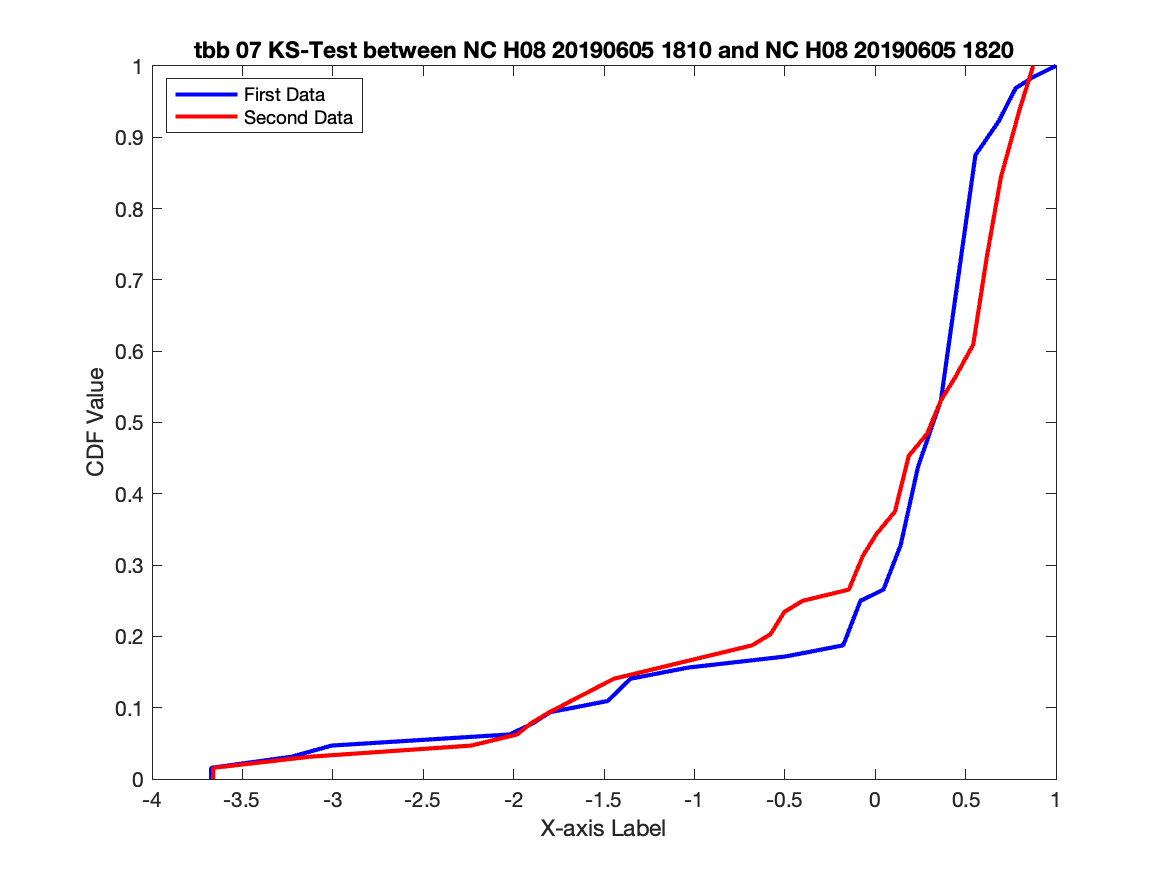 tbb 07 KS-Test between NC H08 20190605 1810 and NC H08 20190605 1820
First Data
Second Data
1
0.9
0.8
0.7
0.6
0.5
0.4
0.3
0.2
0.1
0
CDF Value
-4 -3.5 -3 -2.5 -2 -1.5 -1 -0.5 0 0.5 1
X-axis Label